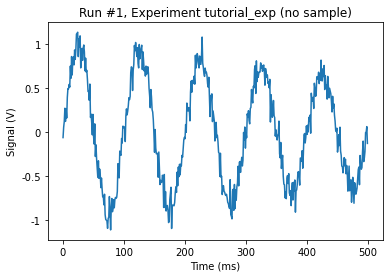 Run #1, Experiment tutorial_exp (no sample)
1
0.5
0
-0.5
-1
Signal (V)
0 100 200 300 400 500
Time (ms)